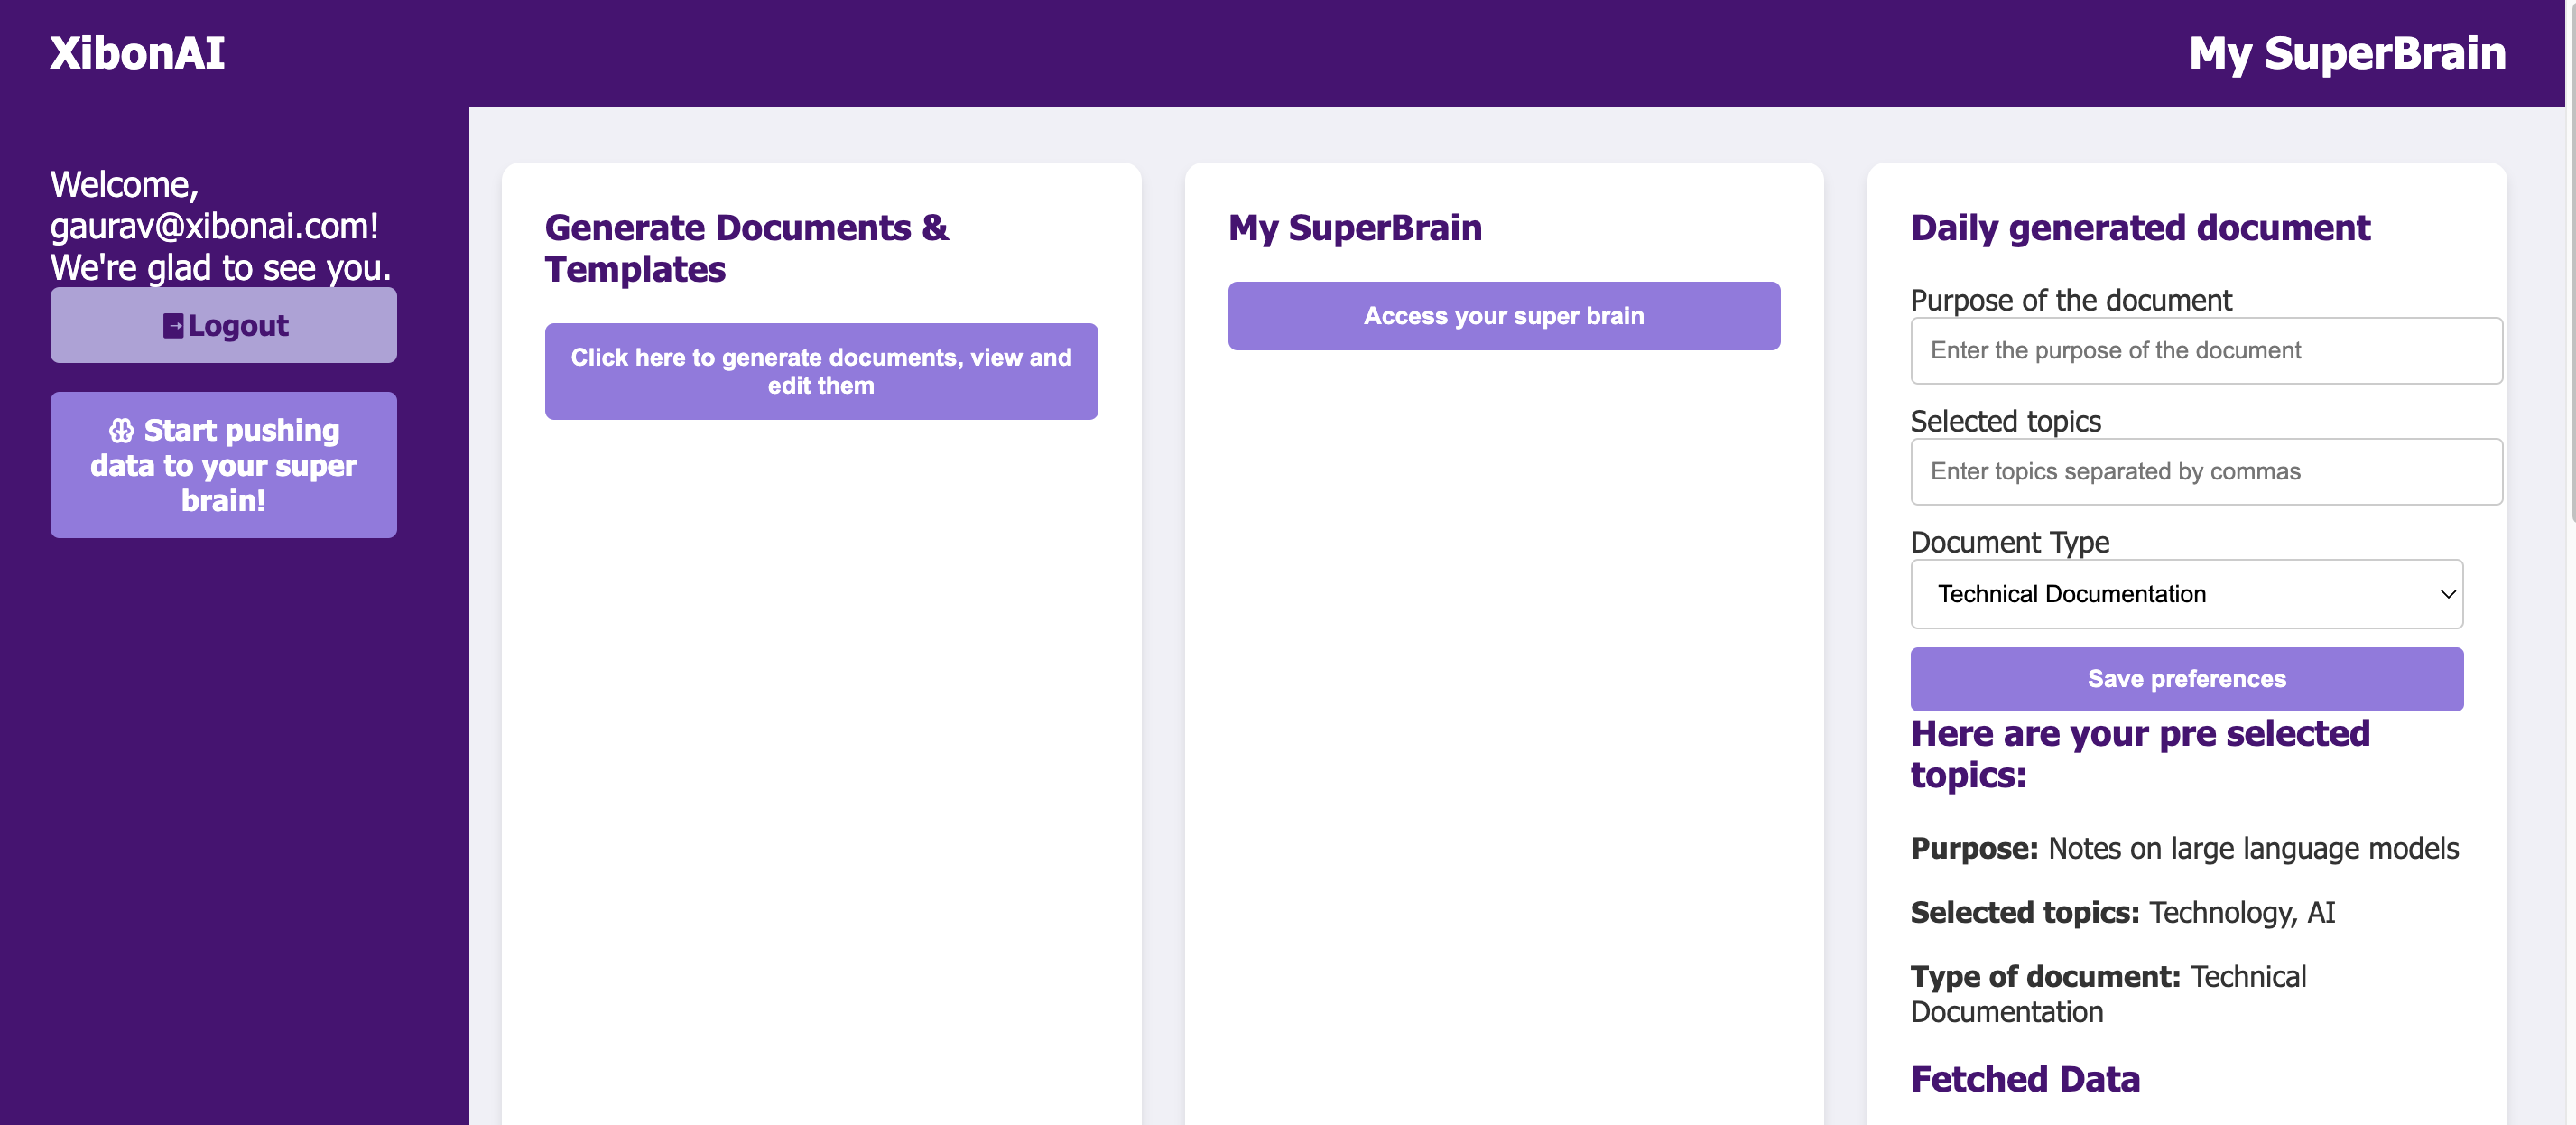 XibonAI
My SuperBrain
Welcome,
gaurav@xibonai.com!
We're glad to see you.
Logout
Start pushing
data to your super
brain!
Generate Documents &
Templates
Click here to generate documents, view and
edit them
My SuperBrain
Access your super brain
Daily generated document
Purpose of the document
Enter the purpose of the document
Selected topics
Enter topics separated by commas
Document Type
Technical Documentation
Save preferences
Here are your pre selected
topics:
Purpose: Notes on large language models
Selected topics: Technology, AI
Type of document: Technical
Documentation
Fetched Data